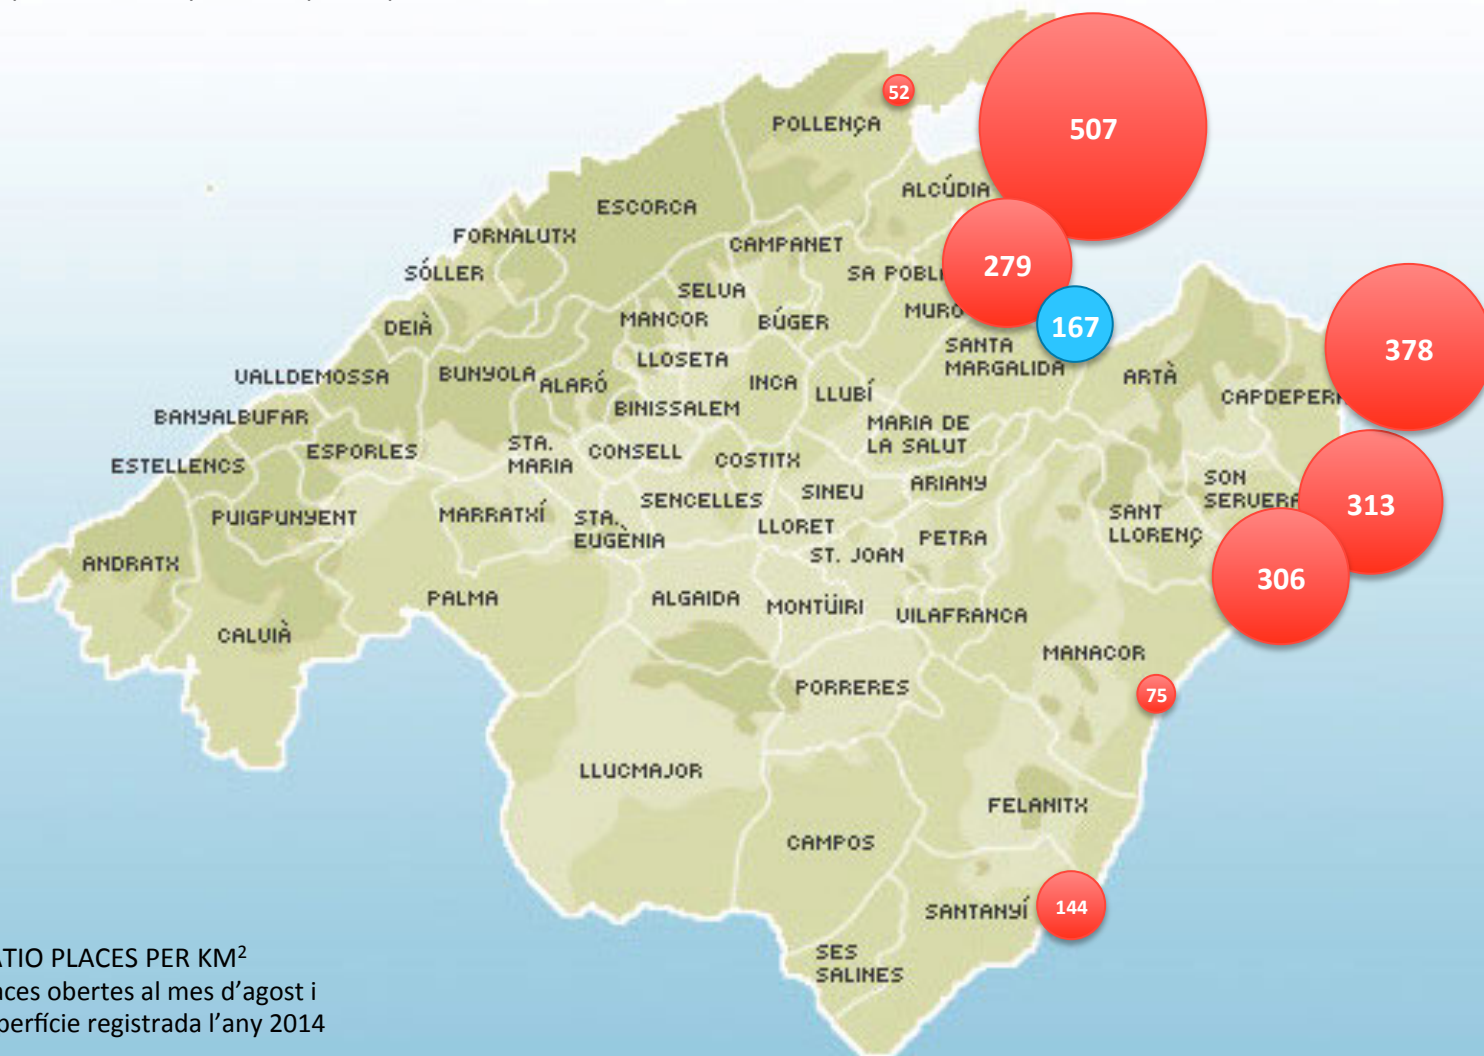 52
POLLENÇA
507
ALCÚDIA
ESCORCA
FORNALUTX
CAMPANET
SÓLLER
279
SA POBL
SELVA
MURO
DEIÀ
MANCOR
BÚGER
167
SANTA
MARGALIDA
378
LLOSETA
VALLDEMOSSA
BUNYOLA
ALARÓ
INCA
LLUBÍ
ARTÀ
CAPDEPER
BINISSALEM
BANYALBUFAR
MARIA DE
LA SALUT
ESPORLES
STA.
MARIA
CONSELL
COSTITX
ESTELLENCS
SON
SERVERA
SENCELLES
SINEU
ARIANY
313
PUIGPUNYENT
MARRATXÍ
STA.
EUGÈNIA
LLORET
SANT
LLORENÇ
ST. JOAN
PETRA
ANDRATX
306
PALMA
ALGAIDA
MONTÜIRI
VILAFRANCA
CALVIÀ
MANACOR
PORRERES
75
LLUCMAJOR
FELANITX
CAMPOS
SANTANYÍ
144
SES
SALINES
ATIO PLACES PER KM²
aces obertes al mes d'agost i
perfície registrada l'any 2014